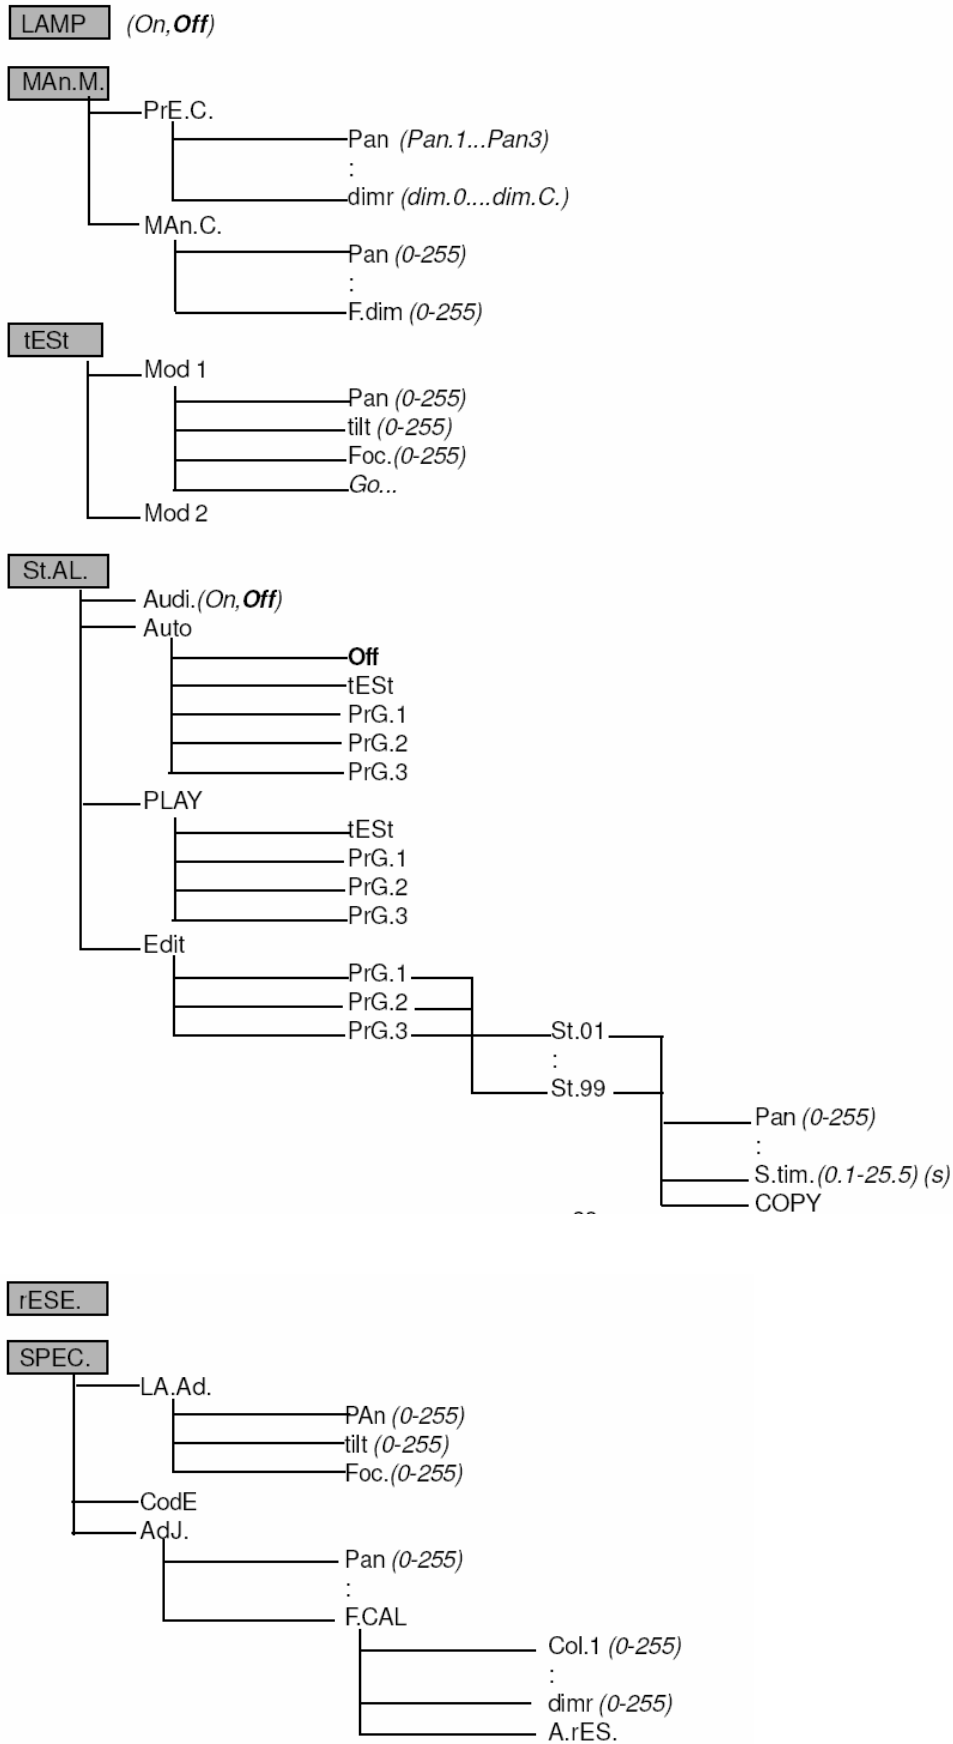 LAMP (On,Off)
MAn.M.
PrE.C.
Pan (Pan.1...Pan3)
:
dimr (dim.0....dim.C.)
MAn.C.
Pan (0-255)
:
F.dim (0-255)
tESt
Mod 1
Pan (0-255)
tilt (0-255)
Foc.(0-255)
Go...
Mod 2
St.AL.
Audi.(On,Off)
Auto
Off
tESt
PrG.1
PrG.2
PrG.3
PLAY
tESt
PrG.1
PrG.2
PrG.3
Edit
PrG.1
PrG.2
PrG.3 St.01
:
St.99
Pan (0-255)
:
S.tim.(0.1-25.5) (s)
COPY
rESE.
SPEC.
LA.Ad.
PAn (0-255)
tilt (0-255)
Foc.(0-255)
CodE
AdJ.
Pan (0-255)
:
F.CAL
Col.1 (0-255)
:
dimr (0-255)
A.rES.